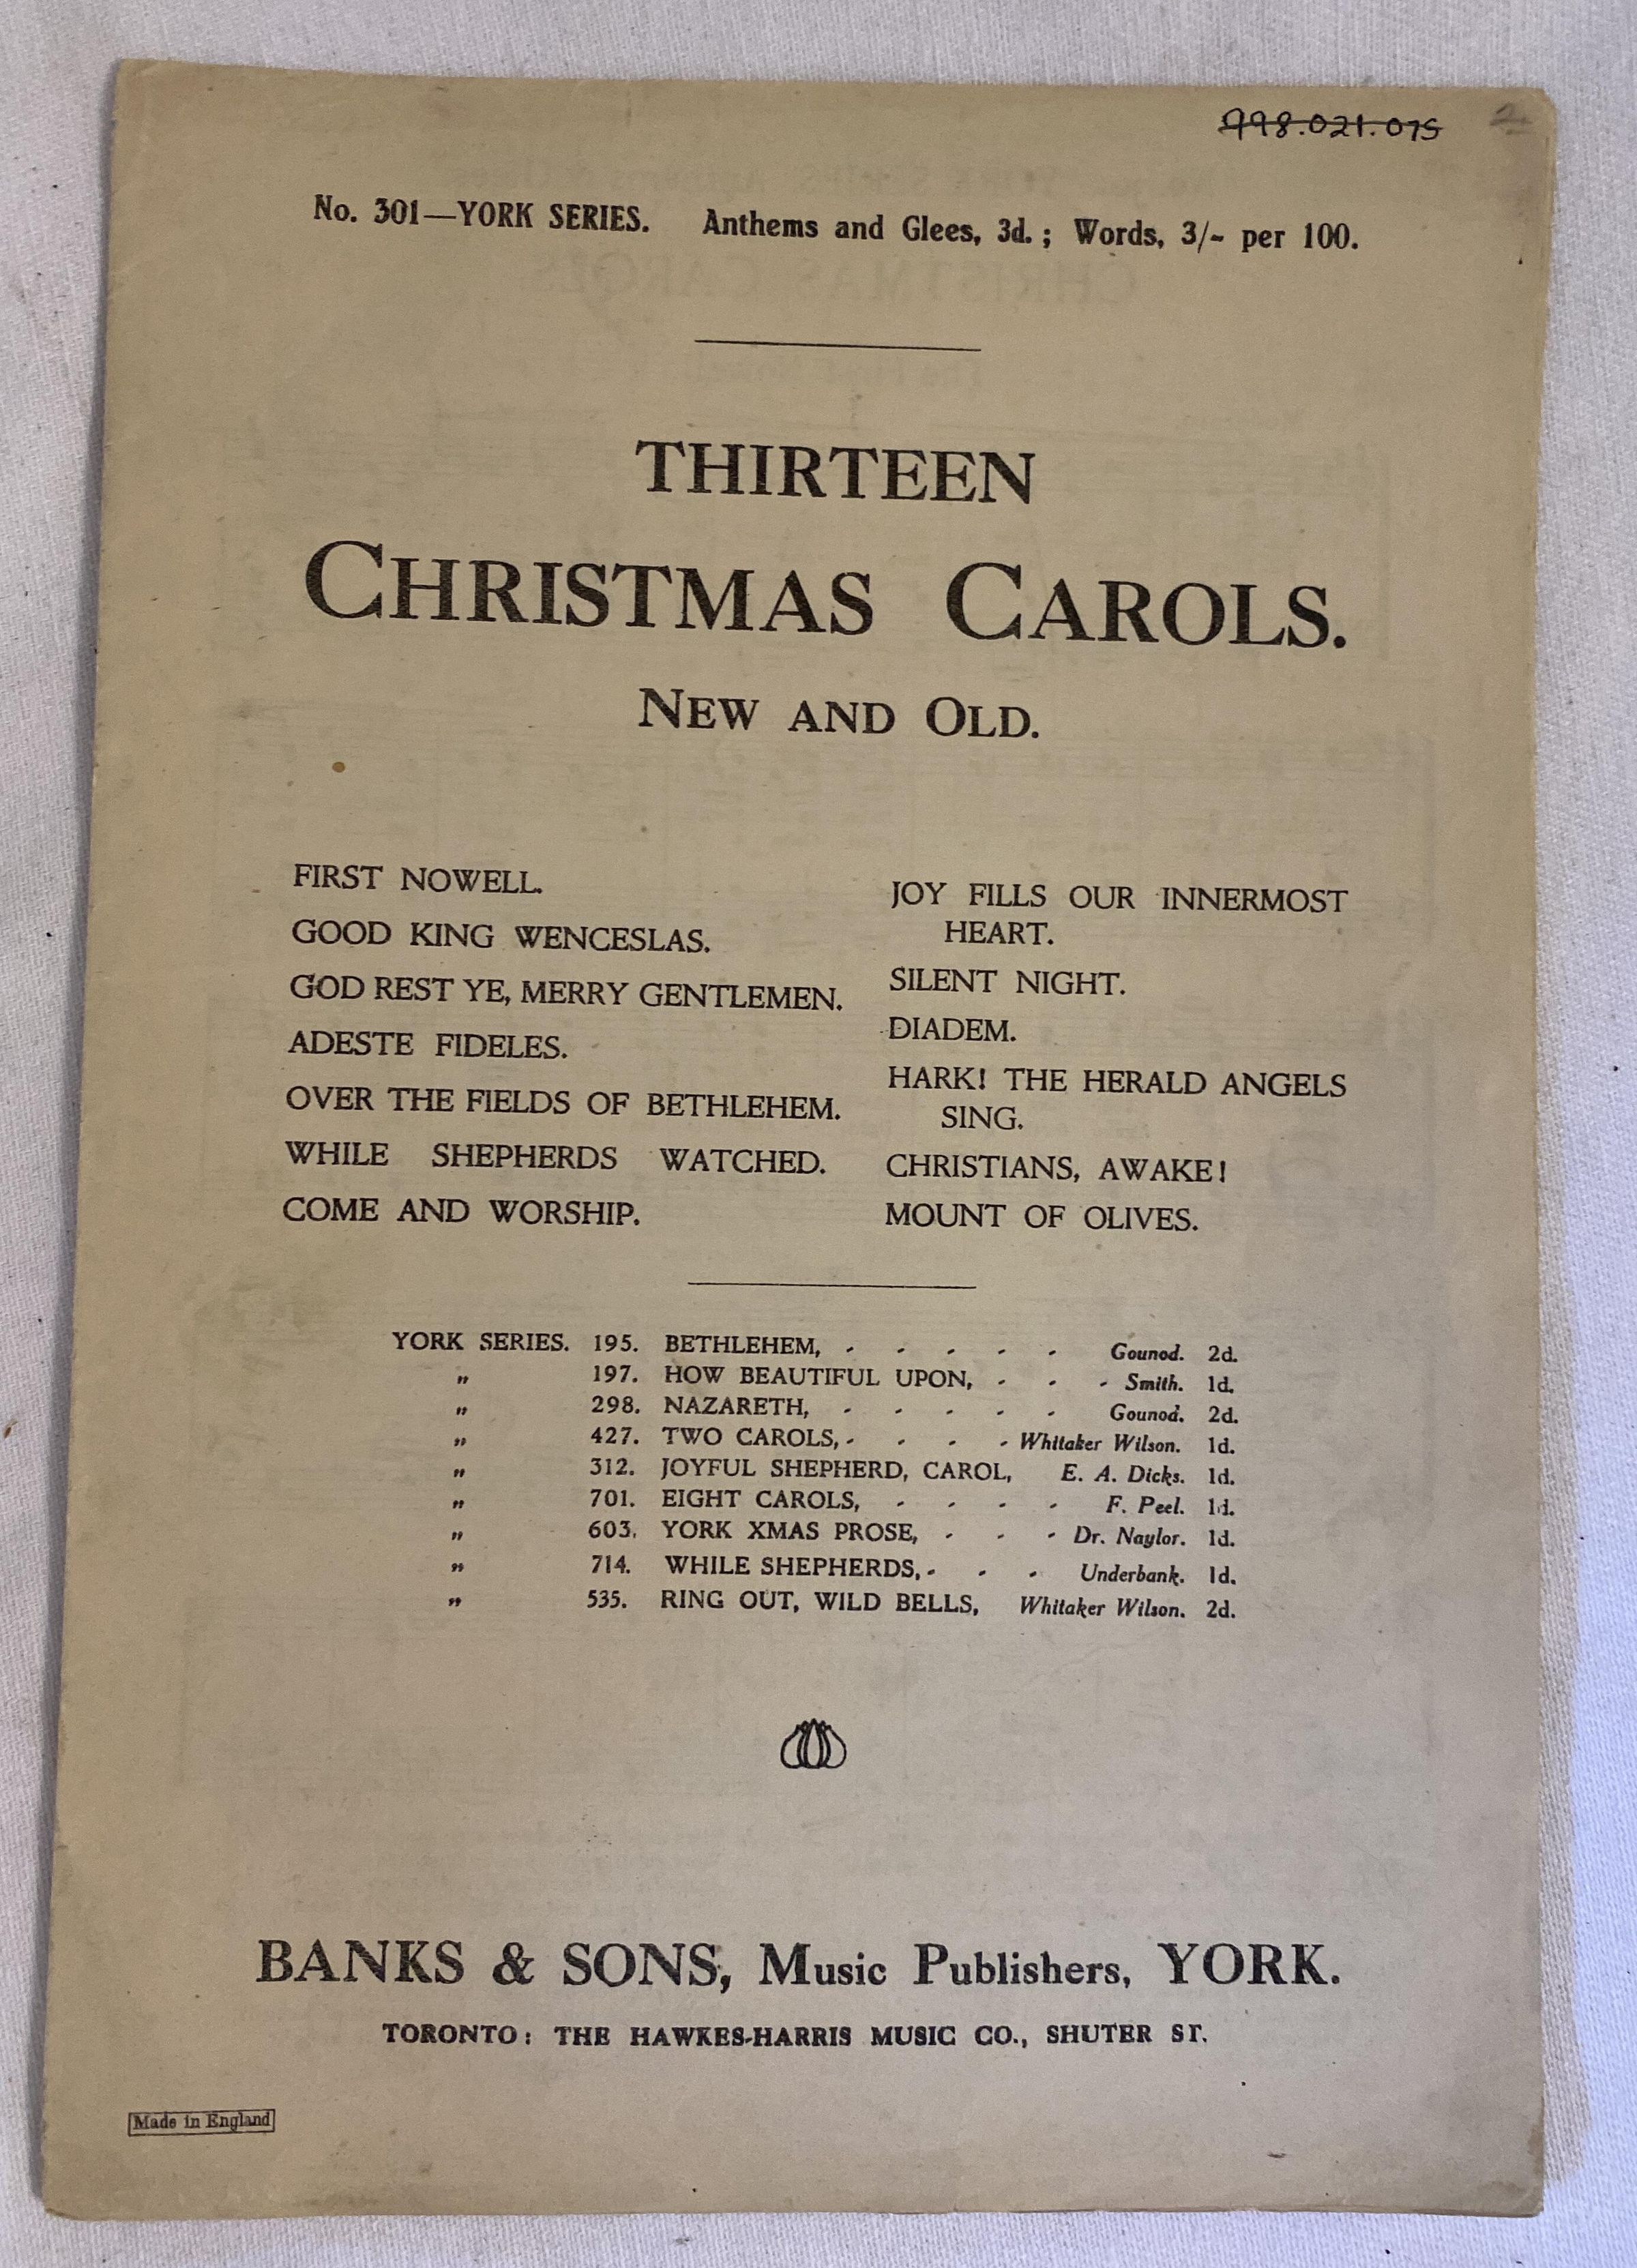 998.021.075
No. 301—YORK SERIES. Anthems and Glees, 3d.; Words, 3/- per 100.
THIRTEEN
CHRISTMAS CAROLS.
NEW AND OLD.
FIRST NOWELL.
GOOD KING WENCESLAS.
GOD REST YE, MERRY GENTLEMEN.
ADESTE FIDELES.
OVER THE FIELDS OF BETHLEHEM.
WHILE SHEPHERDS WATCHED.
COME AND WORSHIP.
JOY FILLS OUR INNERMOST
HEART.
SILENT NIGHT.
DIADEM.
HARK! THE HERALD ANGELS
SING.
CHRISTIANS, AWAKE!
MOUNT OF OLIVES.
YORK SERIES. 195. BETHLEHEM, - - - - - Gounod. 2d.
„ 197. HOW BEAUTIFUL UPON, - - - Smith. 1d.
„ 298. NAZARETH, - - - - - Gounod. 2d.
„ 427. TWO CAROLS, - - - - Whitaker Wilson. 1d.
„ 312. JOYFUL SHEPHERD, CAROL, E. A. Dicks. 1d.
„ 701. EIGHT CAROLS, - - - - F. Peel. 1d.
„ 603. YORK XMAS PROSE, - - - Dr. Naylor. 1d.
„ 714. WHILE SHEPHERDS, - - - Underbank. 1d.
„ 535. RING OUT, WILD BELLS, Whitaker Wilson. 2d.
BANKS & SONS, Music Publishers, YORK.
TORONTO: THE HAWKES-HARRIS MUSIC CO., SHUTER ST.
Made in England